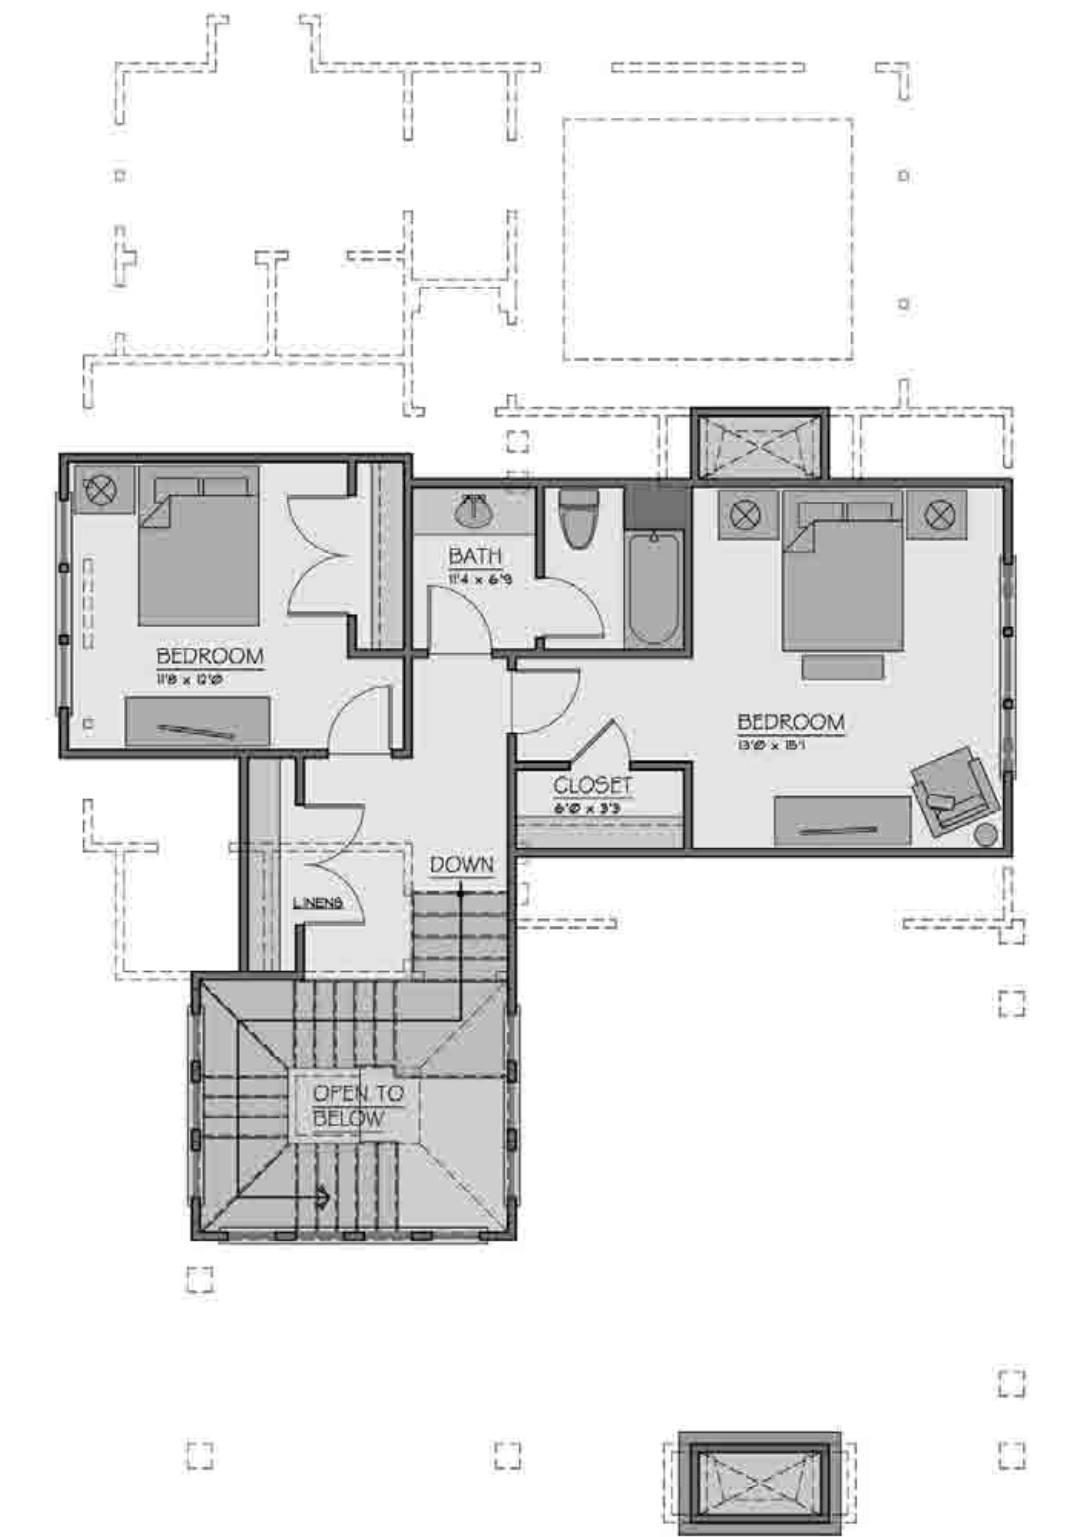 BATH
11'4 x 6'9
BEDROOM
11'8 x 12'0
BEDROOM
13'0 x 15'1
CLOSET
6'0 x 3'3
DOWN
LINENS
OPEN TO
BELOW